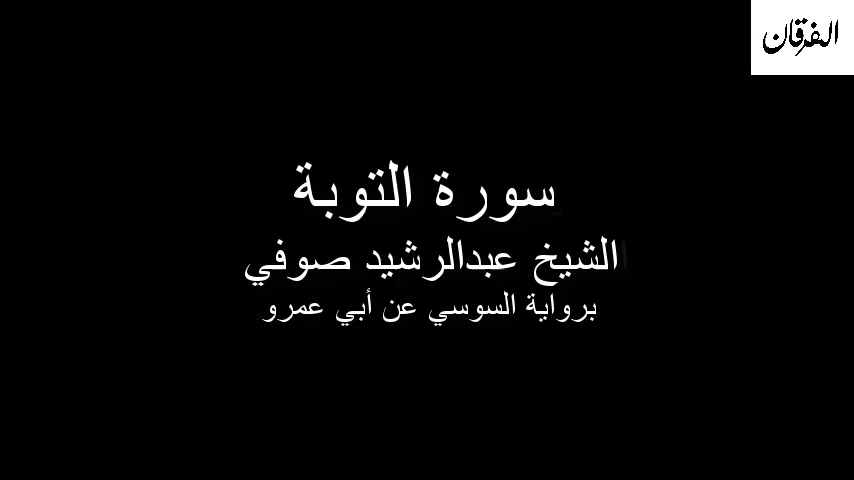 الفرقان
سورة التوبة
الشيخ عبدالرشيد صوفي
برواية السوسي عن أبي عمرو